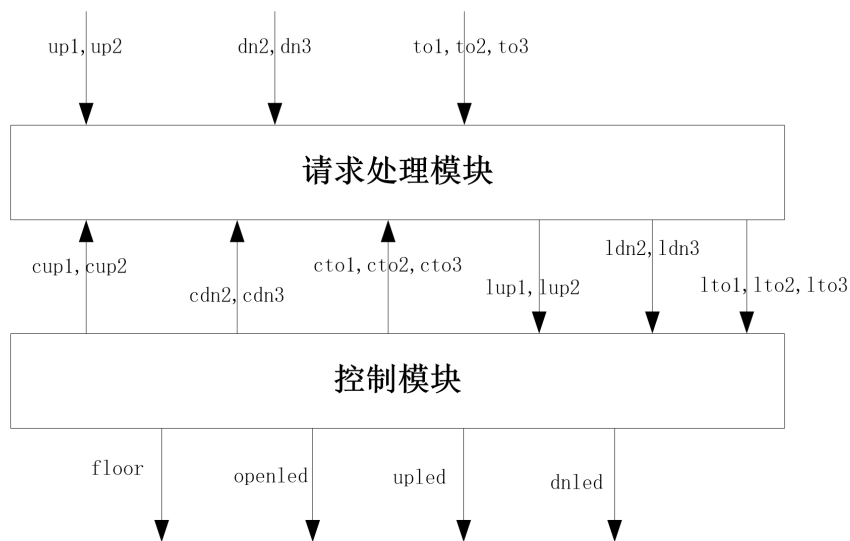 up1,up2
dn2,dn3
to1,to2,to3
请求处理模块
cup1,cup2
cdn2,cdn3
cto1,cto2,cto3
lup1,lup2
ldn2,ldn3
lto1,lto2,lto3
控制模块
floor
openled
upled
dnled